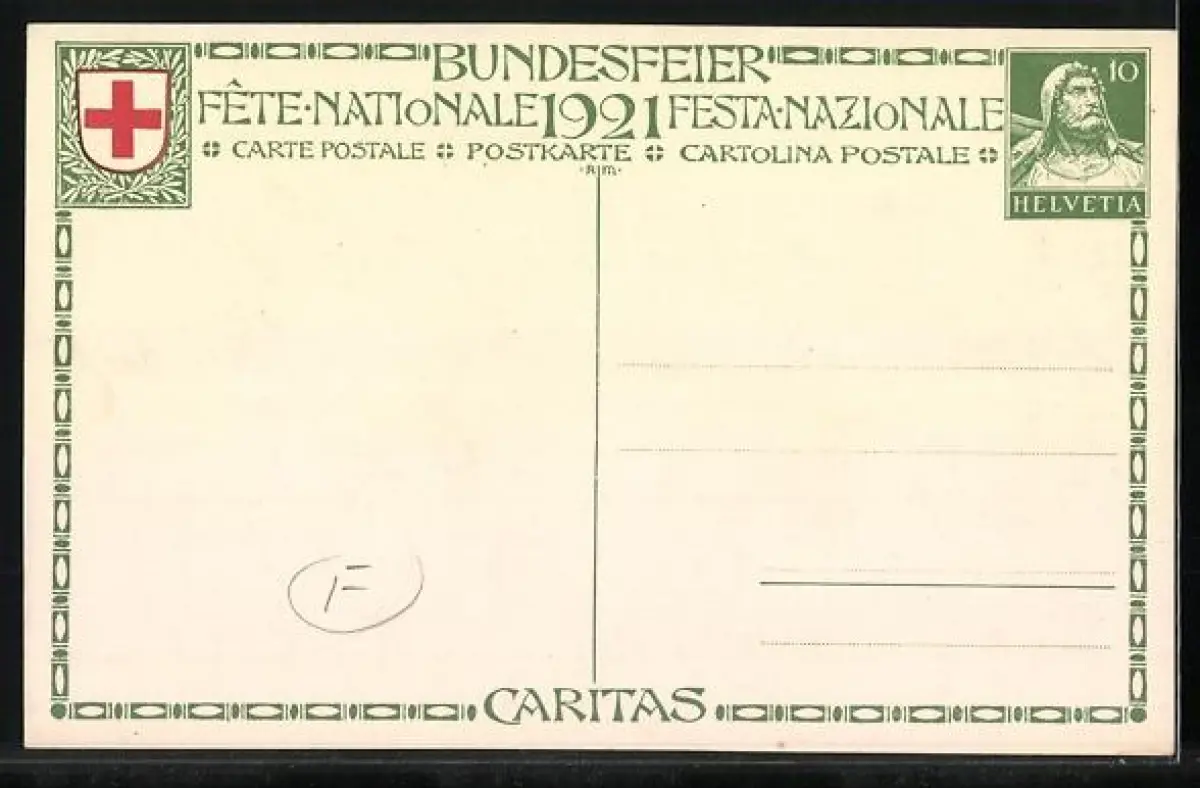 BUNDESFEIER
FÊTE·NATIONALE 1921 FESTA·NAZIONALE
CARTE POSTALE POSTKARTE CARTOLINA POSTALE
·R·M·
10
HELVETIA
F
CARITAS